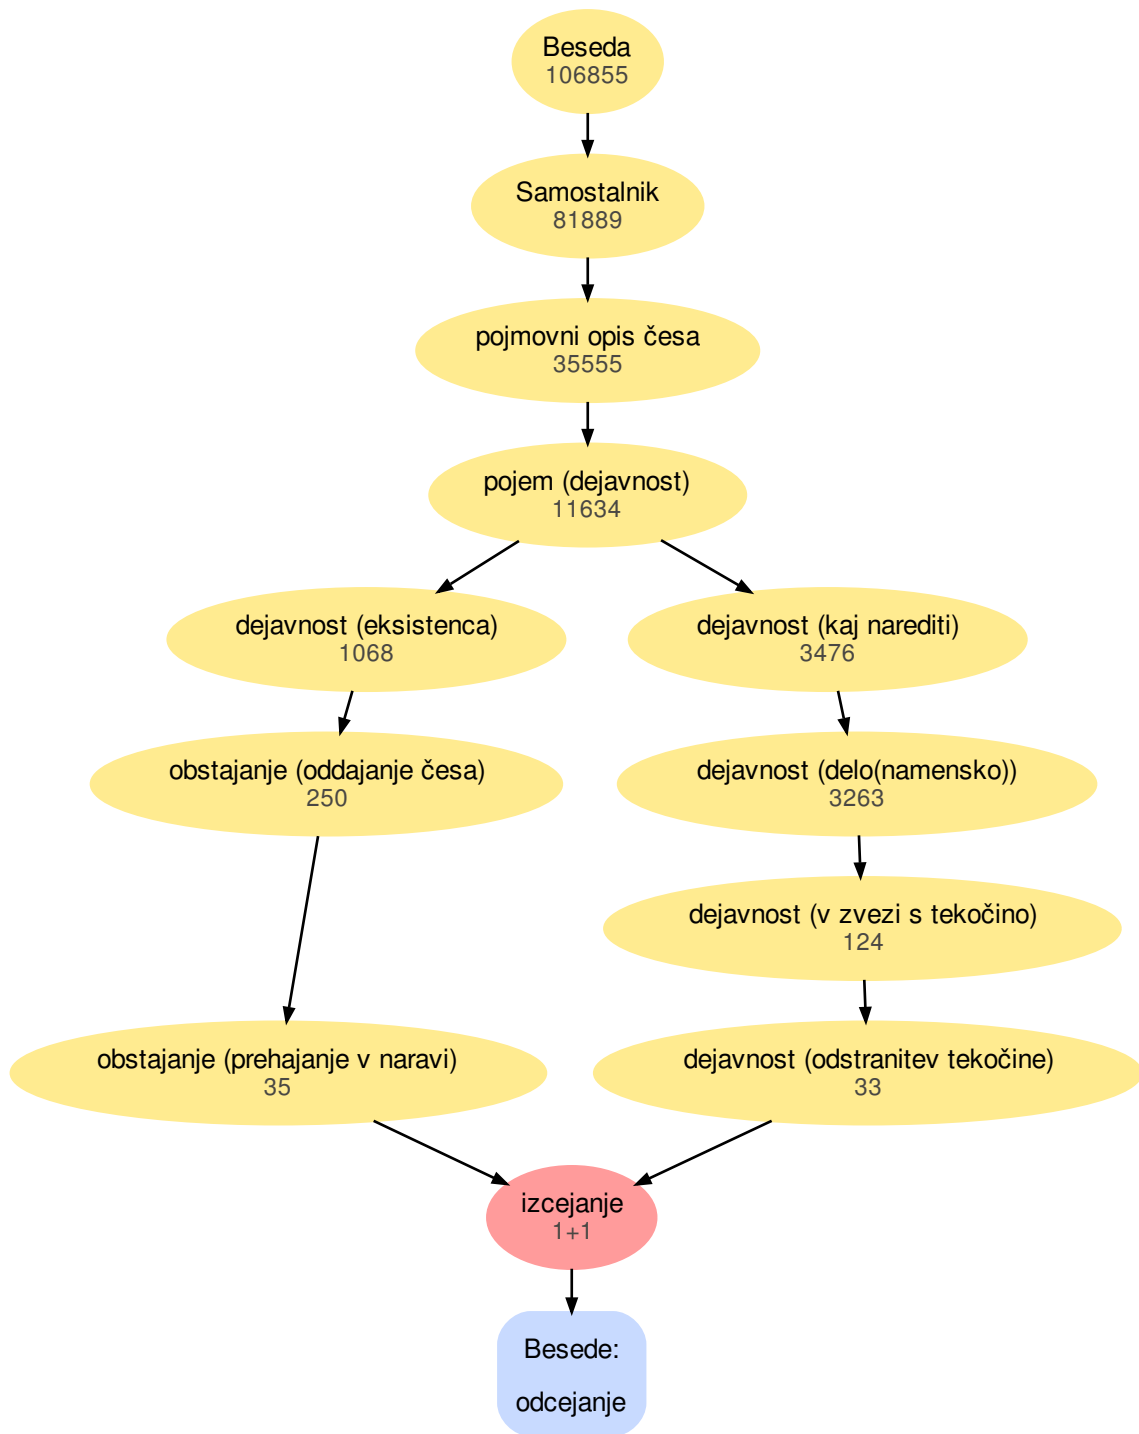 Beseda
106855
Samostalnik
81889
pojmovni opis česa
35555
pojem (dejavnost)
11634
dejavnost (eksistenca)
1068
dejavnost (kaj narediti)
3476
obstajanje (oddajanje česa)
250
dejavnost (delo(namensko))
3263
dejavnost (v zvezi s tekočino)
124
obstajanje (prehajanje v naravi)
35
dejavnost (odstranitev tekočine)
33
izcejanje
1+1
Besede:
odcejanje